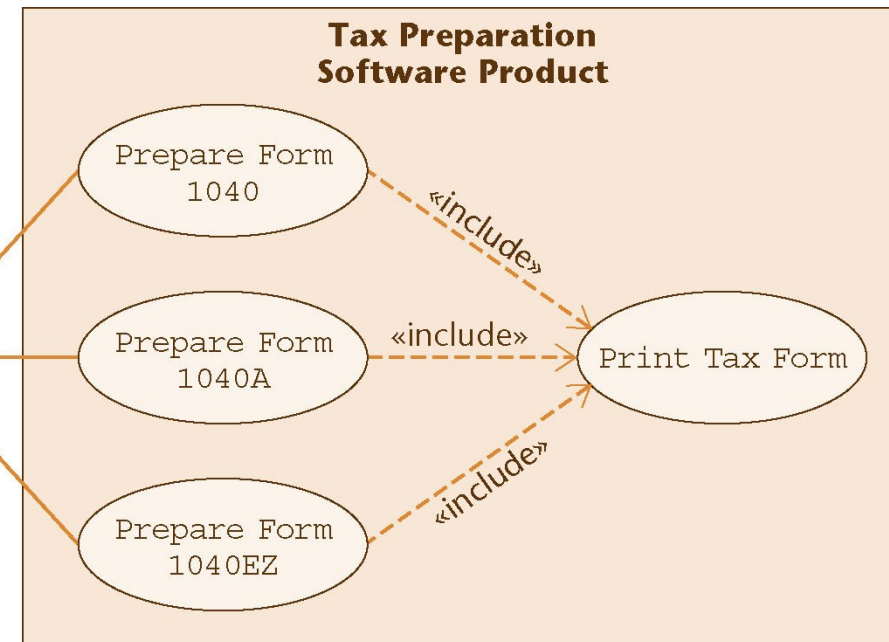 Tax Preparation
Software Product
Prepare Form
1040
«include»
Prepare Form
1040A
«include»
Print Tax Form
Prepare Form
1040EZ
«include»